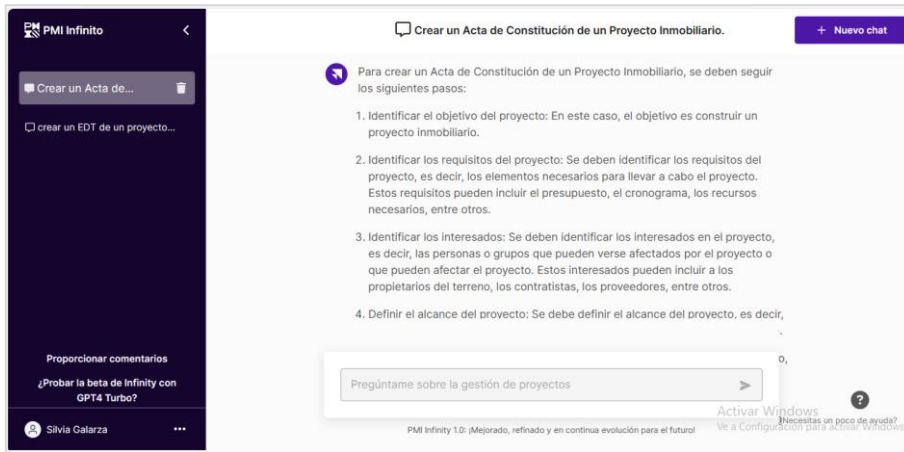 PMI Infinito
Crear un Acta de...
crear un EDT de un proyecto...
Proporcionar comentarios
¿Probar la beta de Infinity con
GPT4 Turbo?
Silvia Galarza
Crear un Acta de Constitución de un Proyecto Inmobiliario.
+ Nuevo chat
Para crear un Acta de Constitución de un Proyecto Inmobiliario, se deben seguir
los siguientes pasos:
1. Identificar el objetivo del proyecto: En este caso, el objetivo es construir un
proyecto inmobiliario.
2. Identificar los requisitos del proyecto: Se deben identificar los requisitos del
proyecto, es decir, los elementos necesarios para llevar a cabo el proyecto.
Estos requisitos pueden incluir el presupuesto, el cronograma, los recursos
necesarios, entre otros.
3. Identificar los interesados: Se deben identificar los interesados en el proyecto,
es decir, las personas o grupos que pueden verse afectados por el proyecto o
que pueden afectar el proyecto. Estos interesados pueden incluir a los
propietarios del terreno, los contratistas, los proveedores, entre otros.
4. Definir el alcance del proyecto: Se debe definir el alcance del proyecto, es decir,
Pregúntame sobre la gestión de proyectos
PMI Infinity 1.0: ¡Mejorado, refinado y en continua evolución para el futuro!
Activar Windows
Ve a Configuración para activar Windows
¿Necesitas un poco de ayuda?